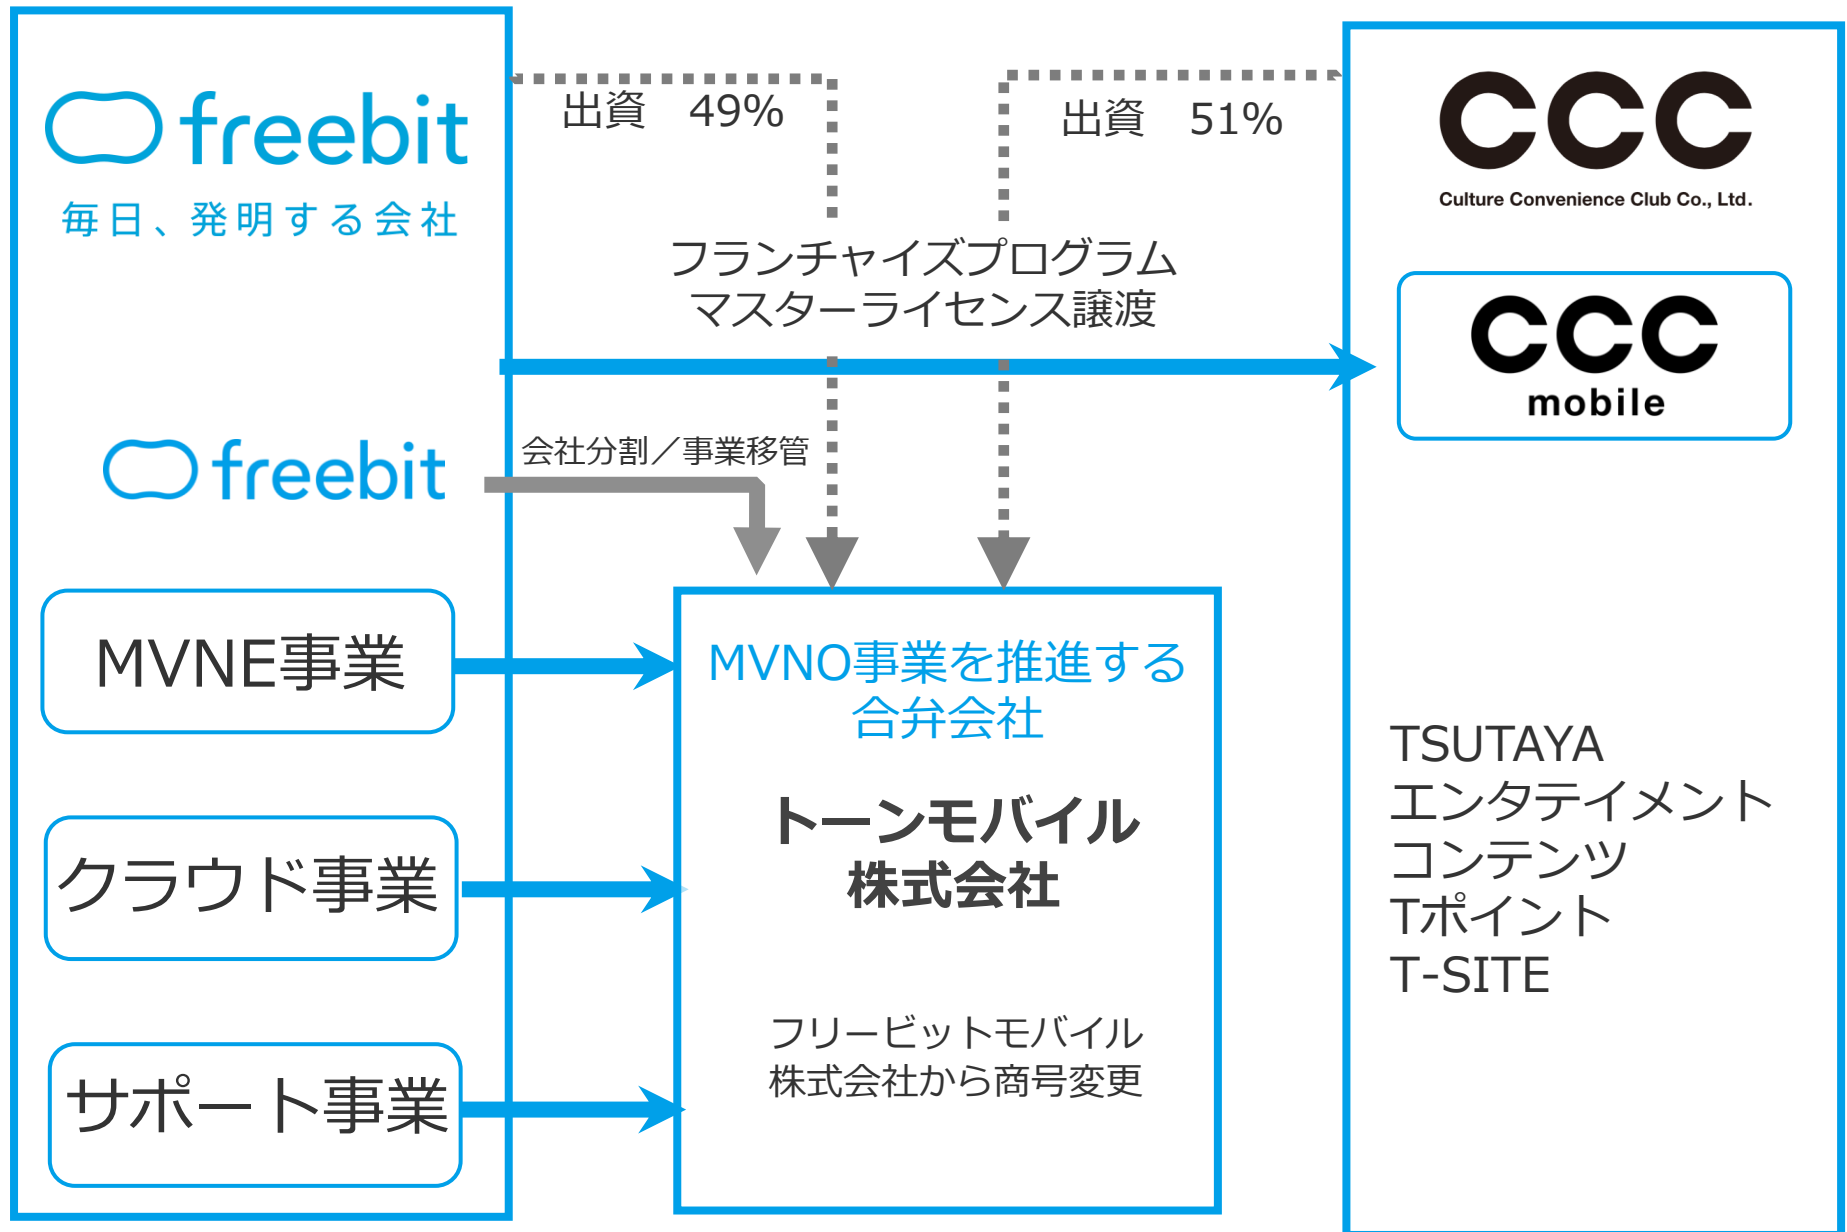 freebit
毎日、発明する会社
出資　49%
出資　51%
CCC
Culture Convenience Club Co., Ltd.
フランチャイズプログラム
マスターライセンス譲渡
CCC
mobile
freebit
会社分割／事業移管
MVNE事業
クラウド事業
サポート事業
MVNO事業を推進する
合弁会社
トーンモバイル
株式会社
フリービットモバイル
株式会社から商号変更
TSUTAYA
エンタテイメント
コンテンツ
Tポイント
T-SITE